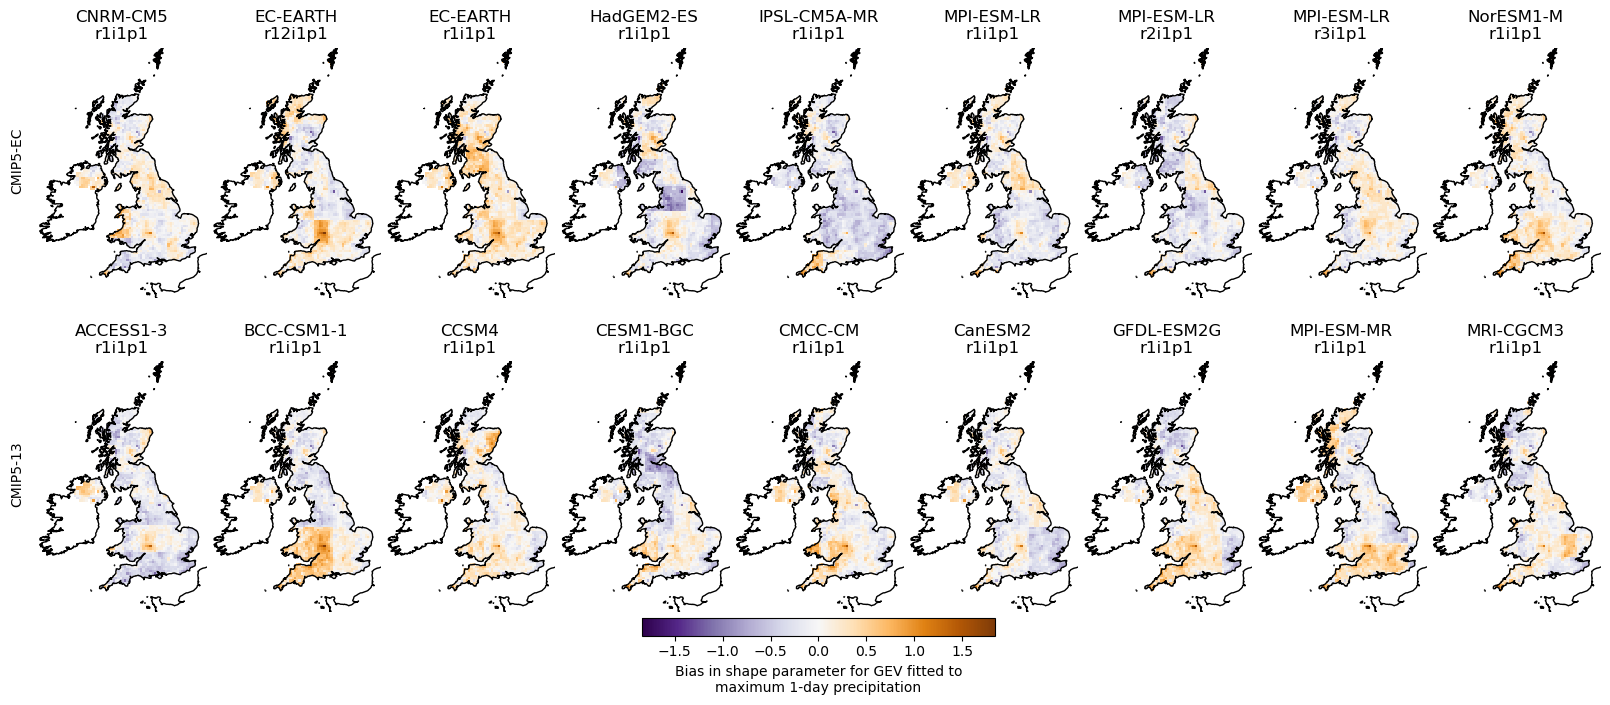 CNRM-CM5
r1i1p1
EC-EARTH
r12i1p1
EC-EARTH
r1i1p1
HadGEM2-ES
r1i1p1
IPSL-CM5A-MR
r1i1p1
MPI-ESM-LR
r1i1p1
MPI-ESM-LR
r2i1p1
MPI-ESM-LR
r3i1p1
NorESM1-M
r1i1p1
CMIP5-EC
ACCESS1-3
r1i1p1
BCC-CSM1-1
r1i1p1
CCSM4
r1i1p1
CESM1-BGC
r1i1p1
CMCC-CM
r1i1p1
CanESM2
r1i1p1
GFDL-ESM2G
r1i1p1
MPI-ESM-MR
r1i1p1
MRI-CGCM3
r1i1p1
CMIP5-13
−1.5 −1.0 −0.5 0.0 0.5 1.0 1.5
Bias in shape parameter for GEV fitted to
maximum 1-day precipitation